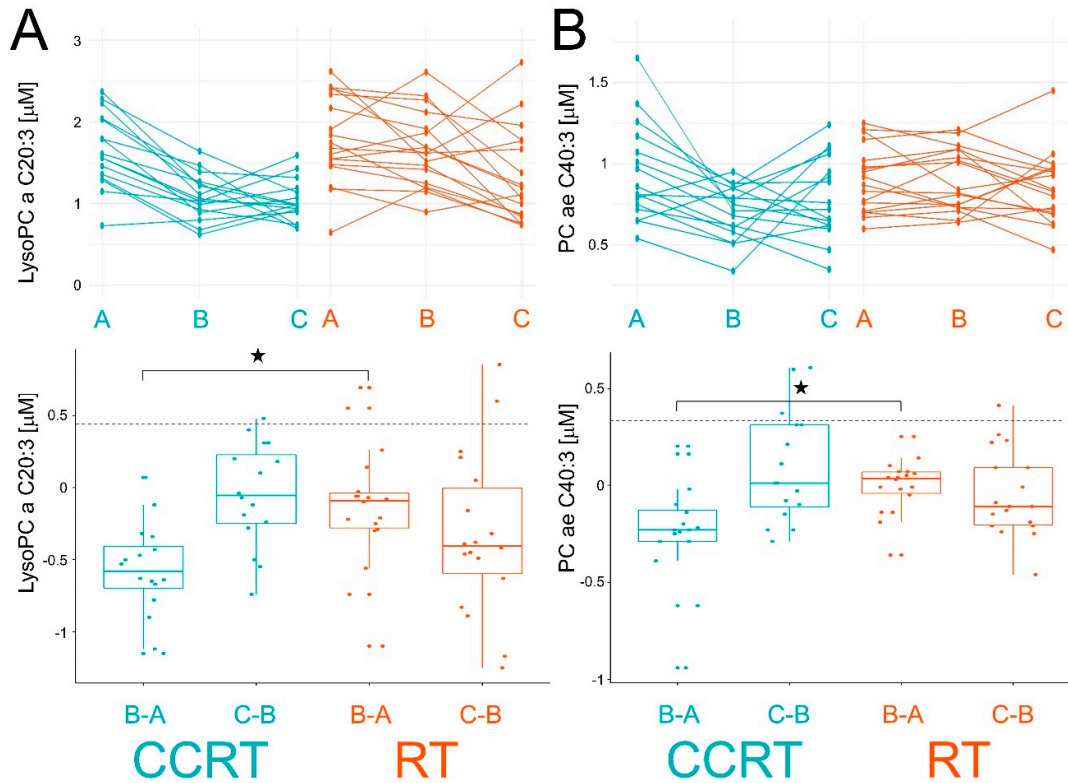 A
B
LysoPC a C20:3 [µM]
3
2
1
0
A
B
C
A
B
C
PC ae C40:3 [µM]
1.5
1
0.5
A
B
C
A
B
C
LysoPC a C20:3 [µM]
0.5
0
-0.5
-1
B-A
C-B
B-A
C-B
CCRT
RT
PC ae C40:3 [µM]
0.5
0
-0.5
-1
B-A
C-B
B-A
C-B
CCRT
RT